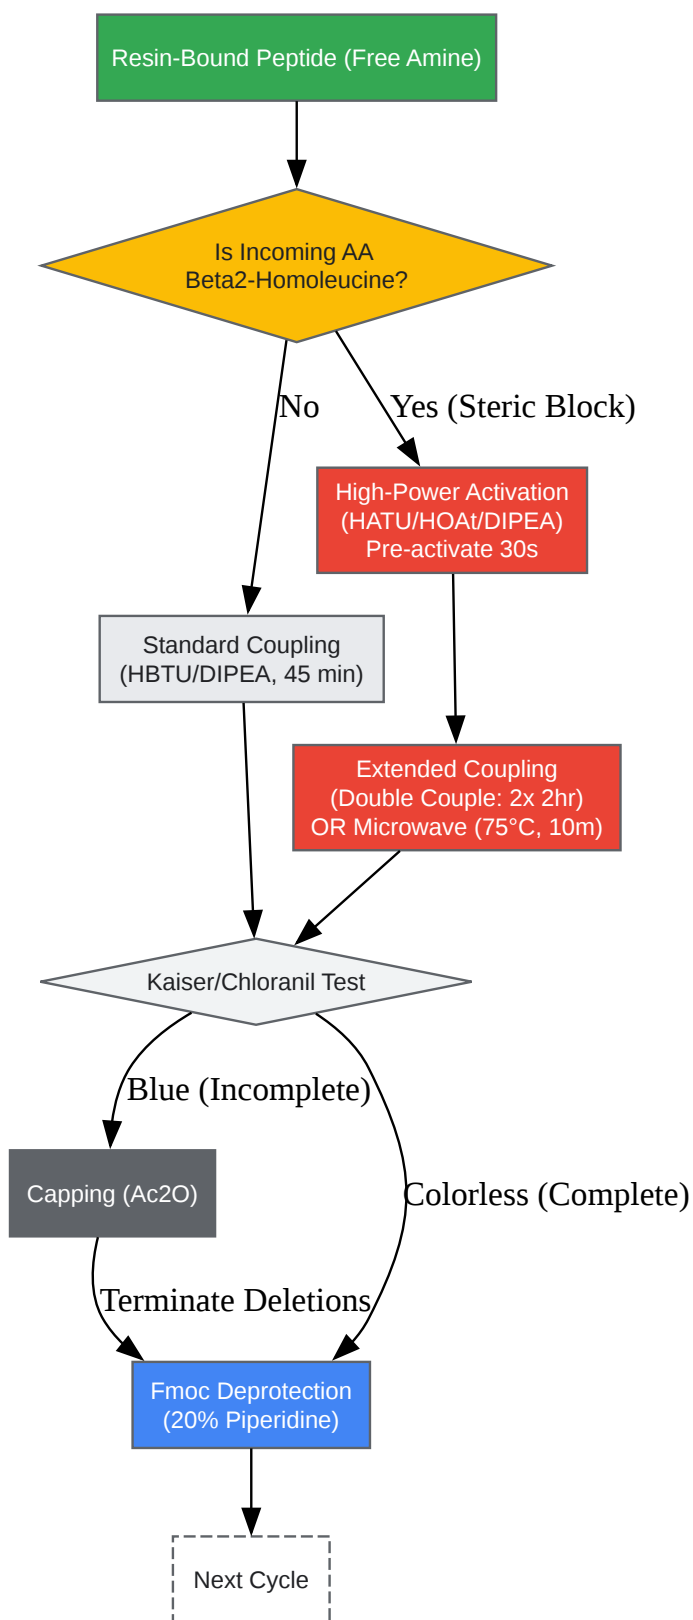 Resin-Bound Peptide (Free Amine)
Is Incoming AA
Beta2-Homoleucine?
No
Yes (Steric Block)
High-Power Activation
(HATU/HOAt/DIPEA)
Pre-activate 30s
Standard Coupling
(HBTU/DIPEA, 45 min)
Extended Coupling
(Double Couple: 2x 2hr)
OR Microwave (75°C, 10m)
Kaiser/Chloranil Test
Blue (Incomplete)
Capping (Ac2O)
Colorless (Complete)
Terminate Deletions
Fmoc Deprotection
(20% Piperidine)
Next Cycle